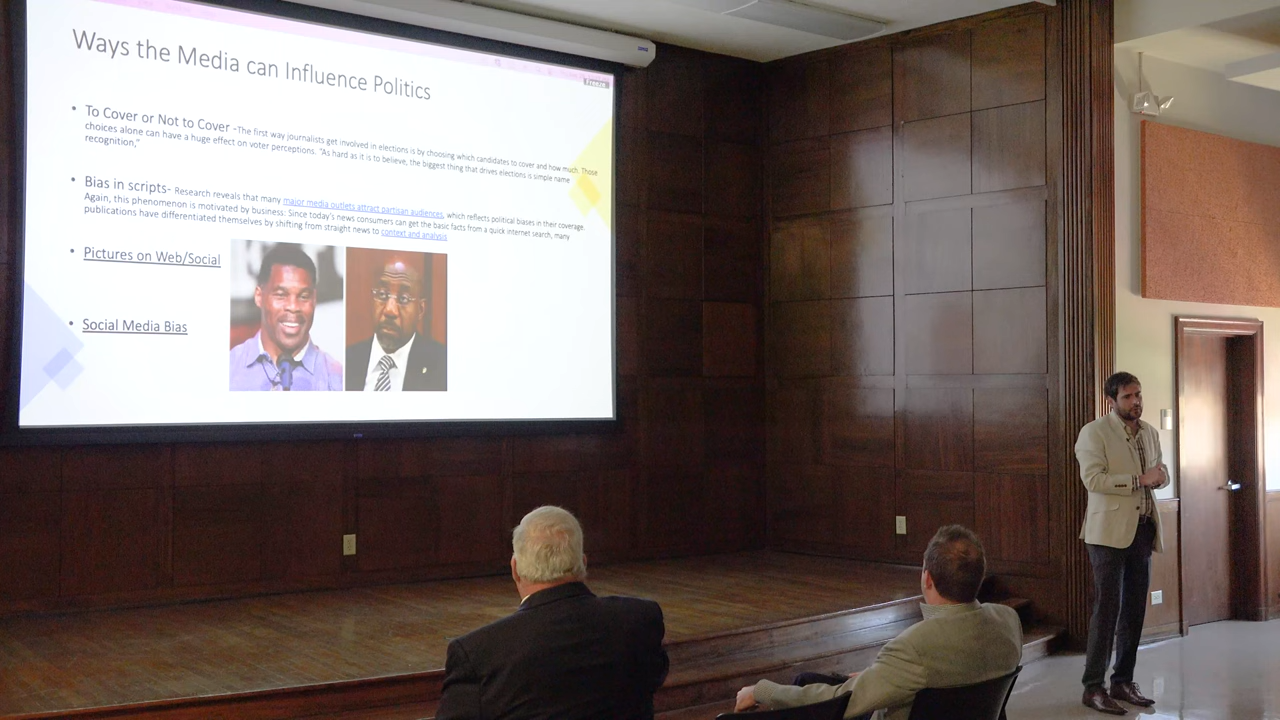 Ways the Media can Influence Politics
• To Cover or Not to Cover -The first way journalists get involved in elections is by choosing which candidates to cover and how much. Those
choices alone can have a huge effect on voter perceptions. "As hard as it is to believe, the biggest thing that drives elections is simple name
recognition,"
• Bias in scripts- Research reveals that many major media outlets attract partisan audiences, which reflects political biases in their coverage.
Again, this phenomenon is motivated by business: Since today's news consumers can get the basic facts from a quick internet search, many
publications have differentiated themselves by shifting from straight news to context and analysis
• Pictures on Web/Social
• Social Media Bias